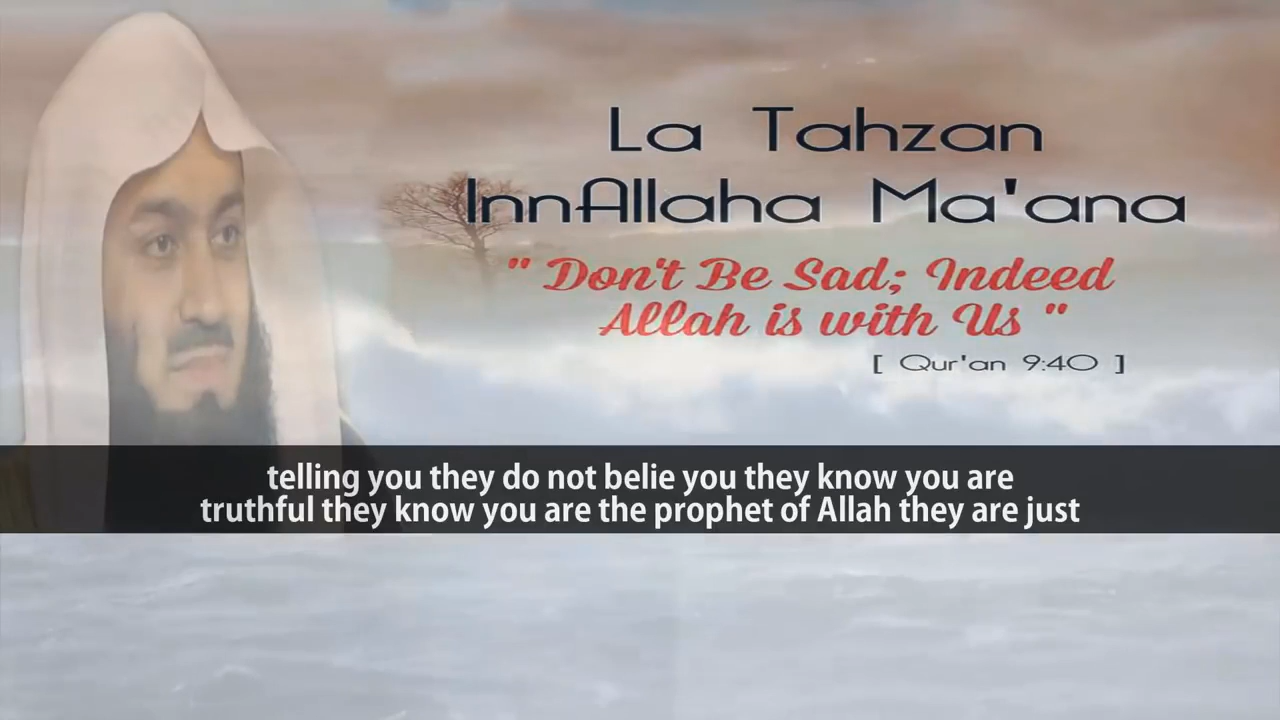 La Tahzan
InnAllaha Ma'ana
" Don't Be Sad; Indeed
Allah is with Us "
[ Qur'an 9:40 ]
telling you they do not belie you they know you are
truthful they know you are the prophet of Allah they are just